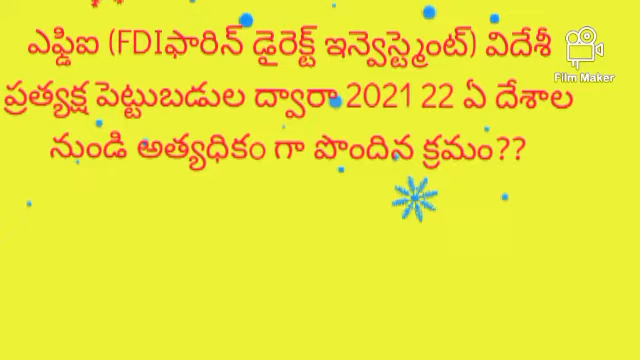 ఎఫ్డిఐ (FDIఫారిన్ డైరెక్ట్ ఇన్వెస్ట్మెంట్) విదేశీ
ప్రత్యక్ష పెట్టుబడుల ద్వారా 2021 22 ఏ దేశాల
నుండి అత్యధికం గా పొందిన క్రమం??
Film Maker